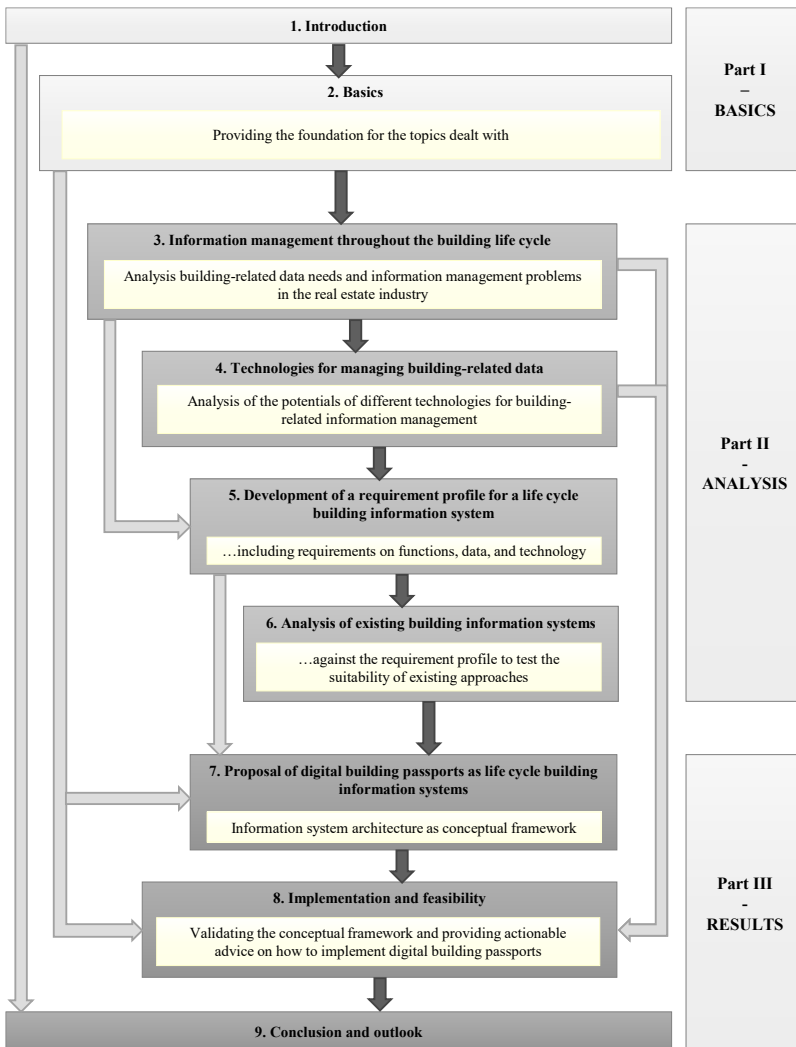 1. Introduction
2. Basics
Providing the foundation for the topics dealt with
Part I
–
BASICS
3. Information management throughout the building life cycle
Analysis building-related data needs and information management problems
in the real estate industry
4. Technologies for managing building-related data
Analysis of the potentials of different technologies for building-
related information management
5. Development of a requirement profile for a life cycle
building information system
…including requirements on functions, data, and technology
6. Analysis of existing building information systems
…against the requirement profile to test the
suitability of existing approaches
Part II
-
ANALYSIS
7. Proposal of digital building passports as life cycle building
information systems
Information system architecture as conceptual framework
8. Implementation and feasibility
Validating the conceptual framework and providing actionable
advice on how to implement digital building passports
Part III
-
RESULTS
9. Conclusion and outlook